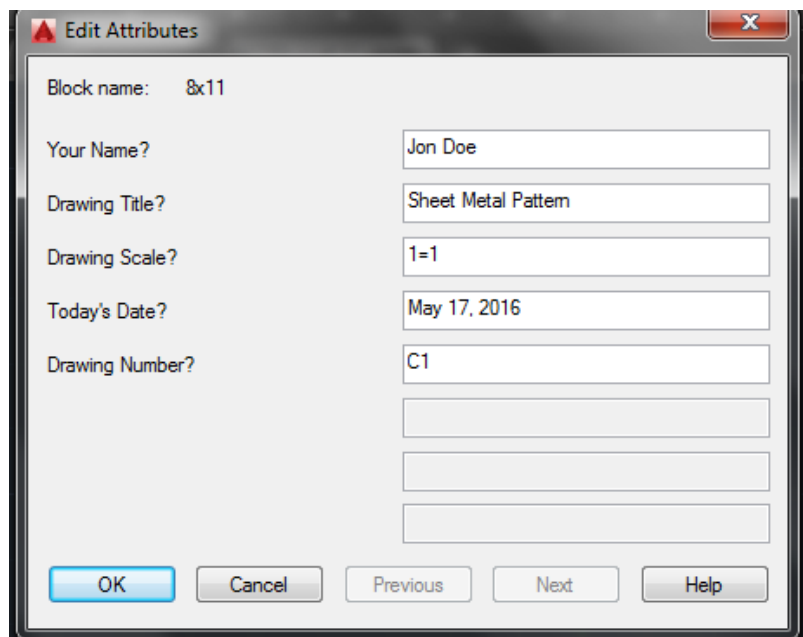 Edit Attributes
Block name: 8x11
Your Name? Jon Doe
Drawing Title? Sheet Metal Pattern
Drawing Scale? 1=1
Today's Date? May 17, 2016
Drawing Number? C1
OK Cancel Previous Next Help